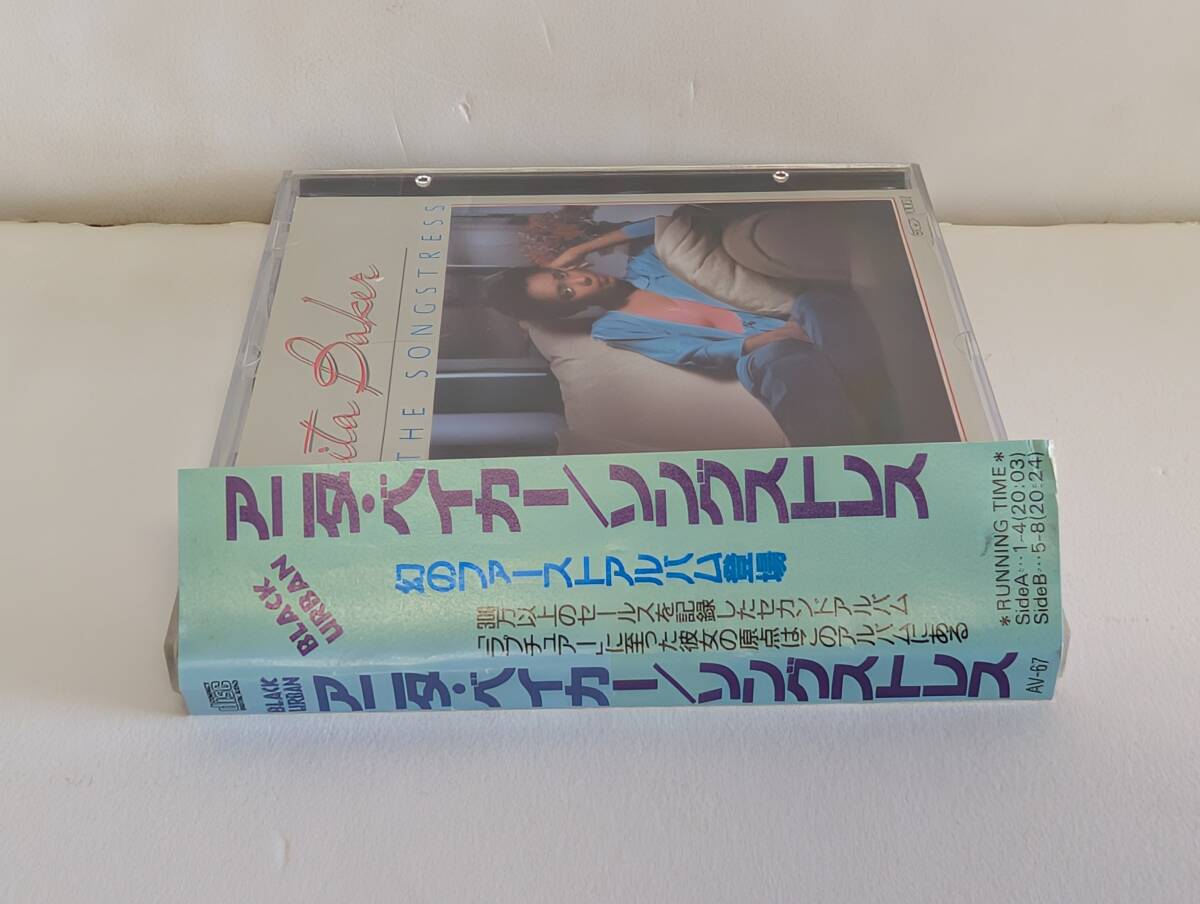 ita Baker
THE SONGSTRESS
アニタ・ベイカー/ソングストレス
BLACK
URBAN
幻のファーストアルバム登場
300万以上のセールスを記録したセカンドアルバム
「ラプチュアー」に至った彼女の原点はこのアルバムにある
*RUNNING TIME*
SideA…1-4(20:03)
SideB…5-8(20:24)
BLACK
URBAN
アニタ・ベイカー/ソングストレス
AV-67